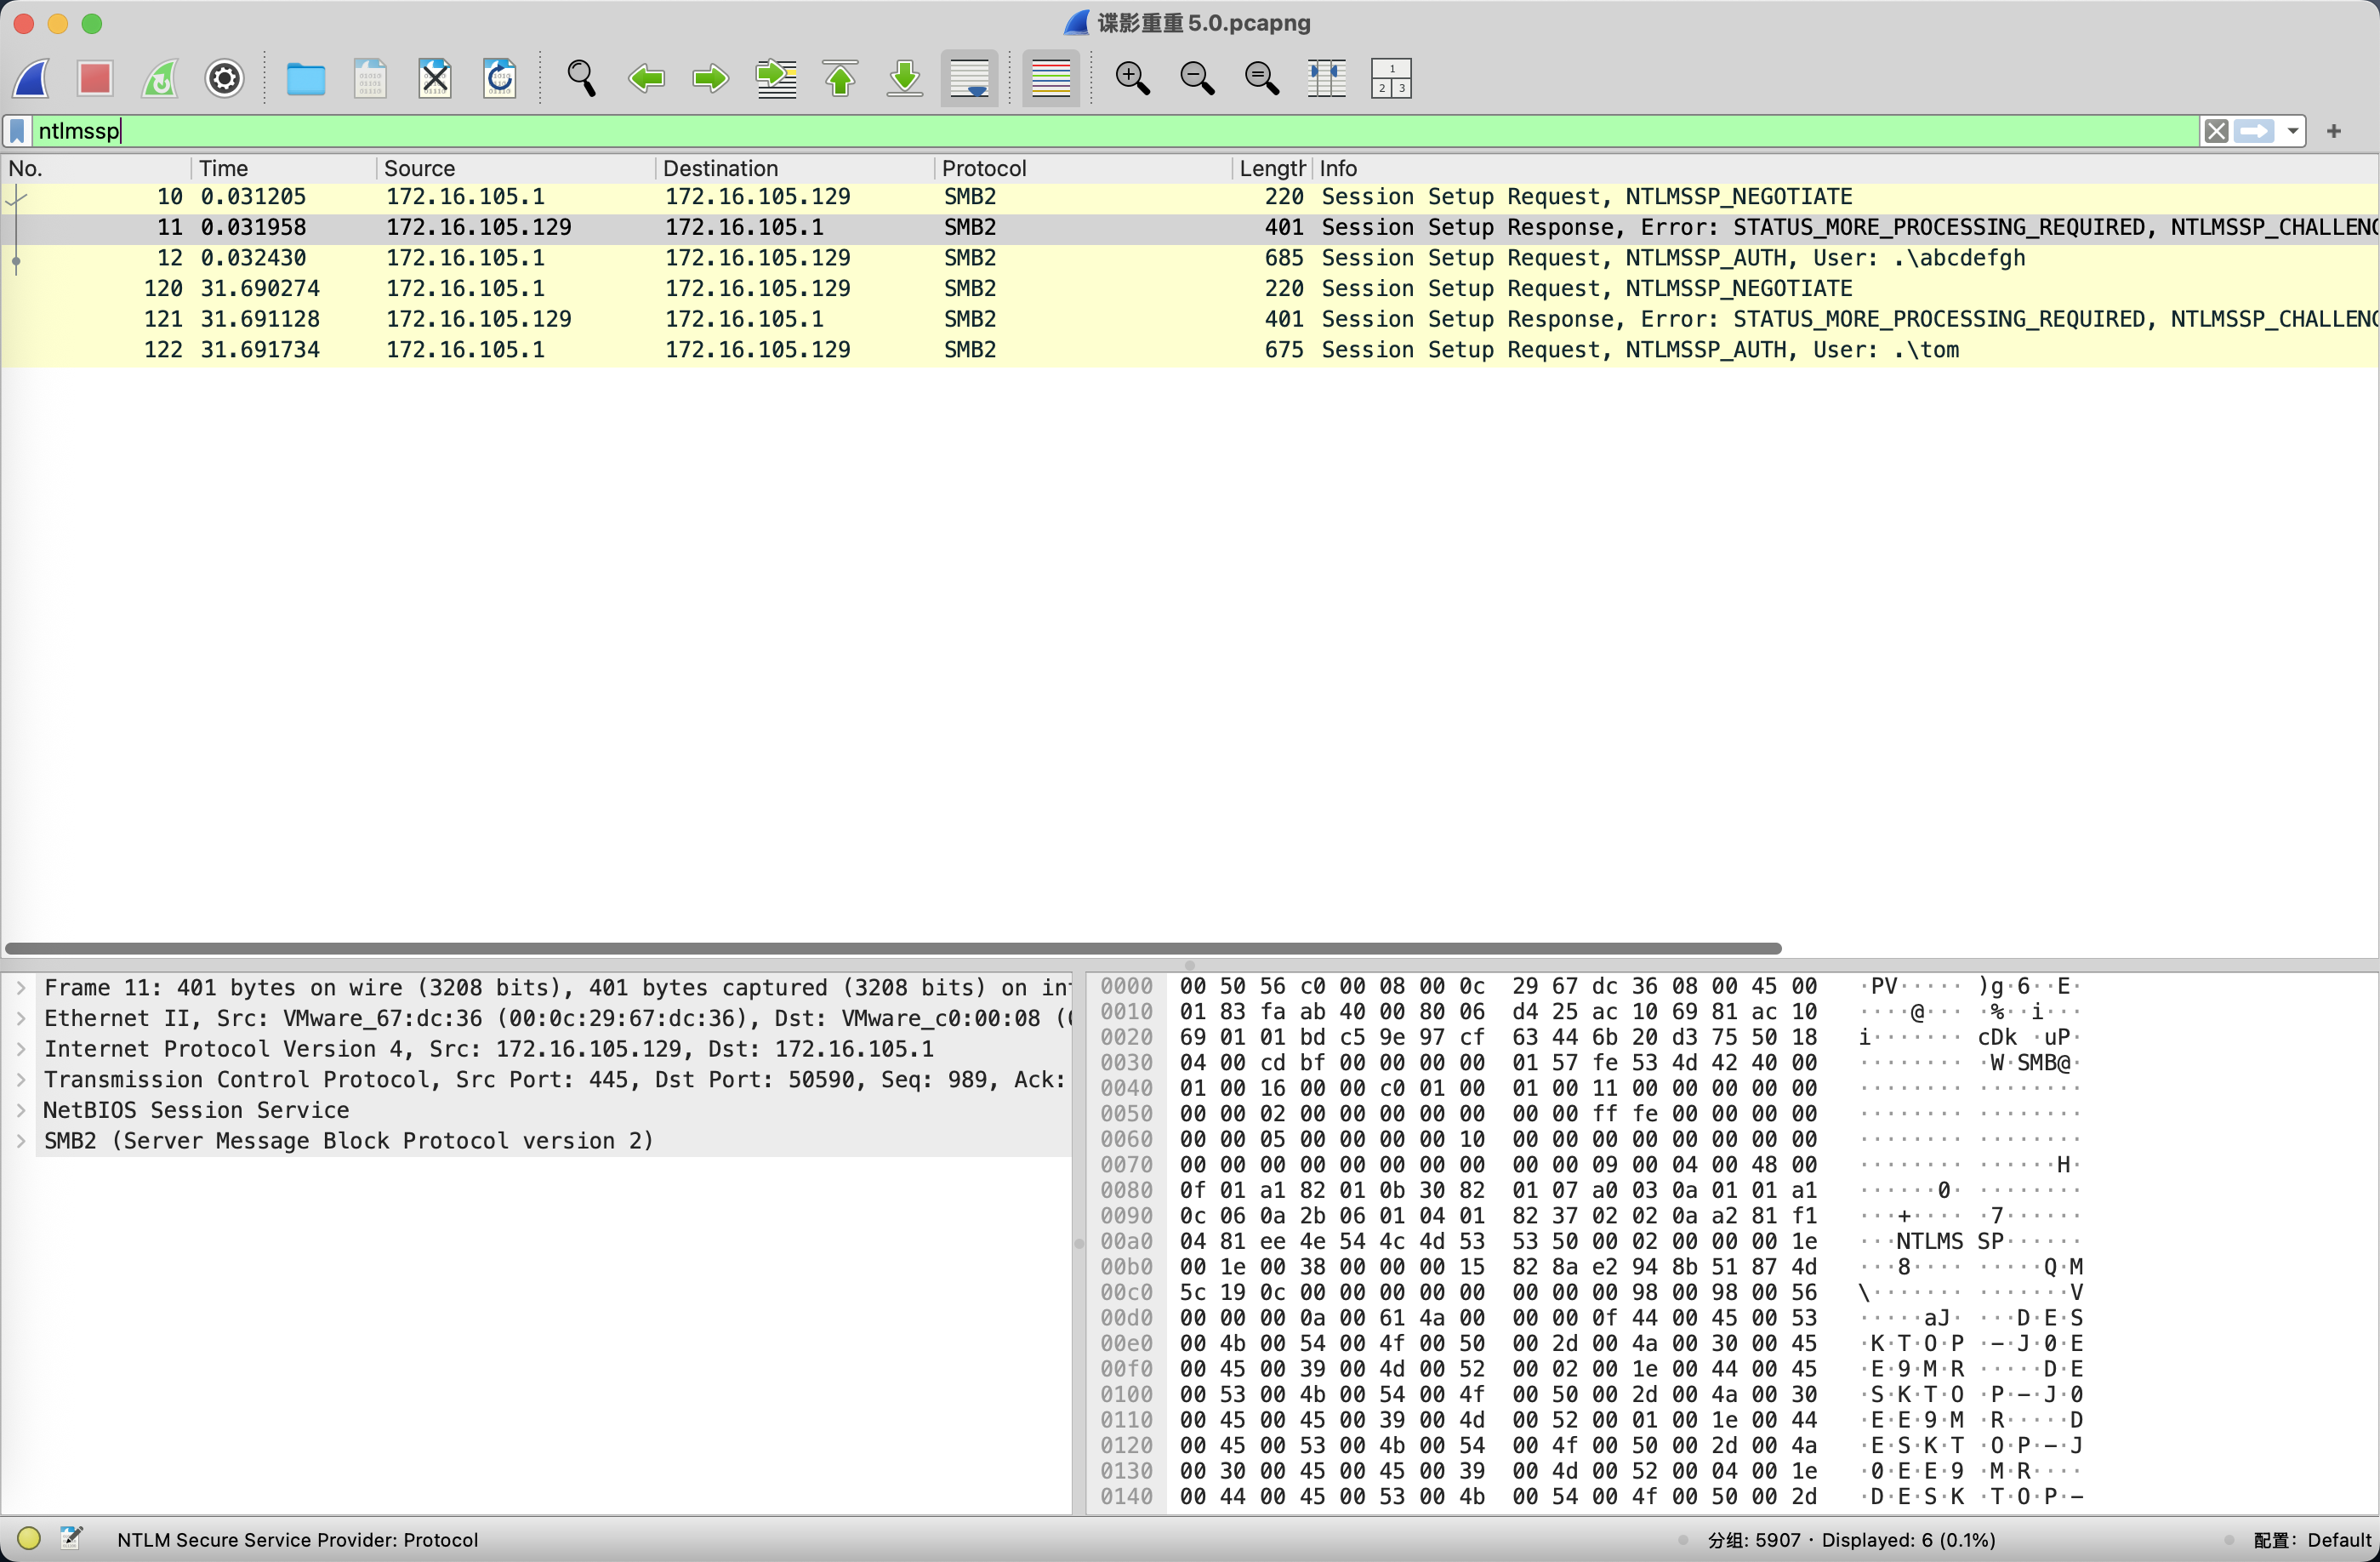 谍影重重5.0.pcapng
ntlmssp
No. Time Source Destination Protocol Length Info
10 0.031205 172.16.105.1 172.16.105.129 SMB2 220 Session Setup Request, NTLMSSP_NEGOTIATE
11 0.031958 172.16.105.129 172.16.105.1 SMB2 401 Session Setup Response, Error: STATUS_MORE_PROCESSING_REQUIRED, NTLMSSP_CHALLENG
12 0.032430 172.16.105.1 172.16.105.129 SMB2 685 Session Setup Request, NTLMSSP_AUTH, User: .\abcdefgh
120 31.690274 172.16.105.1 172.16.105.129 SMB2 220 Session Setup Request, NTLMSSP_NEGOTIATE
121 31.691128 172.16.105.129 172.16.105.1 SMB2 401 Session Setup Response, Error: STATUS_MORE_PROCESSING_REQUIRED, NTLMSSP_CHALLENG
122 31.691734 172.16.105.1 172.16.105.129 SMB2 675 Session Setup Request, NTLMSSP_AUTH, User: .\tom
Frame 11: 401 bytes on wire (3208 bits), 401 bytes captured (3208 bits) on int
Ethernet II, Src: VMware_67:dc:36 (00:0c:29:67:dc:36), Dst: VMware_c0:00:08 (0
Internet Protocol Version 4, Src: 172.16.105.129, Dst: 172.16.105.1
Transmission Control Protocol, Src Port: 445, Dst Port: 50590, Seq: 989, Ack:
NetBIOS Session Service
SMB2 (Server Message Block Protocol version 2)
0000 00 50 56 c0 00 08 00 0c 29 67 dc 36 08 00 45 00 ·PV····· )g·6··E·
0010 01 83 fa ab 40 00 80 06 d4 25 ac 10 69 81 ac 10 ····@··· ·%··i···
0020 69 01 01 bd c5 9e 97 cf 63 44 6b 20 d3 75 50 18 i······· cDk ·uP·
0030 04 00 cd bf 00 00 00 00 01 57 fe 53 4d 42 40 00 ········ ·W·SMB@·
0040 01 00 16 00 00 c0 01 00 01 00 11 00 00 00 00 00 ········ ········
0050 00 00 02 00 00 00 00 00 00 00 ff fe 00 00 00 00 ········ ········
0060 00 00 05 00 00 00 00 10 00 00 00 00 00 00 00 00 ········ ········
0070 00 00 00 00 00 00 00 00 00 00 09 00 04 00 48 00 ········ ······H·
0080 0f 01 a1 82 01 0b 30 82 01 07 a0 03 0a 01 01 a1 ······0· ········
0090 0c 06 0a 2b 06 01 04 01 82 37 02 02 0a a2 81 f1 ···+···· ·7······
00a0 04 81 ee 4e 54 4c 4d 53 53 50 00 02 00 00 00 1e ···NTLMS SP······
00b0 00 1e 00 38 00 00 00 15 82 8a e2 94 8b 51 87 4d ···8···· ·····Q·M
00c0 5c 19 0c 00 00 00 00 00 00 00 00 98 00 98 00 56 \······· ·······V
00d0 00 00 00 0a 00 61 4a 00 00 00 0f 44 00 45 00 53 ·····aJ· ···D·E·S
00e0 00 4b 00 54 00 4f 00 50 00 2d 00 4a 00 30 00 45 ·K·T·O·P ·-·J·0·E
00f0 00 45 00 39 00 4d 00 52 00 02 00 1e 00 44 00 45 ·E·9·M·R ·····D·E
0100 00 53 00 4b 00 54 00 4f 00 50 00 2d 00 4a 00 30 ·S·K·T·O ·P·-·J·0
0110 00 45 00 45 00 39 00 4d 00 52 00 01 00 1e 00 44 ·E·E·9·M ·R·····D
0120 00 45 00 53 00 4b 00 54 00 4f 00 50 00 2d 00 4a ·E·S·K·T ·O·P·-·J
0130 00 30 00 45 00 45 00 39 00 4d 00 52 00 04 00 1e ·0·E·E·9 ·M·R····
0140 00 44 00 45 00 53 00 4b 00 54 00 4f 00 50 00 2d ·D·E·S·K ·T·O·P·-
NTLM Secure Service Provider: Protocol
分组: 5907 · Displayed: 6 (0.1%)
配置: Default